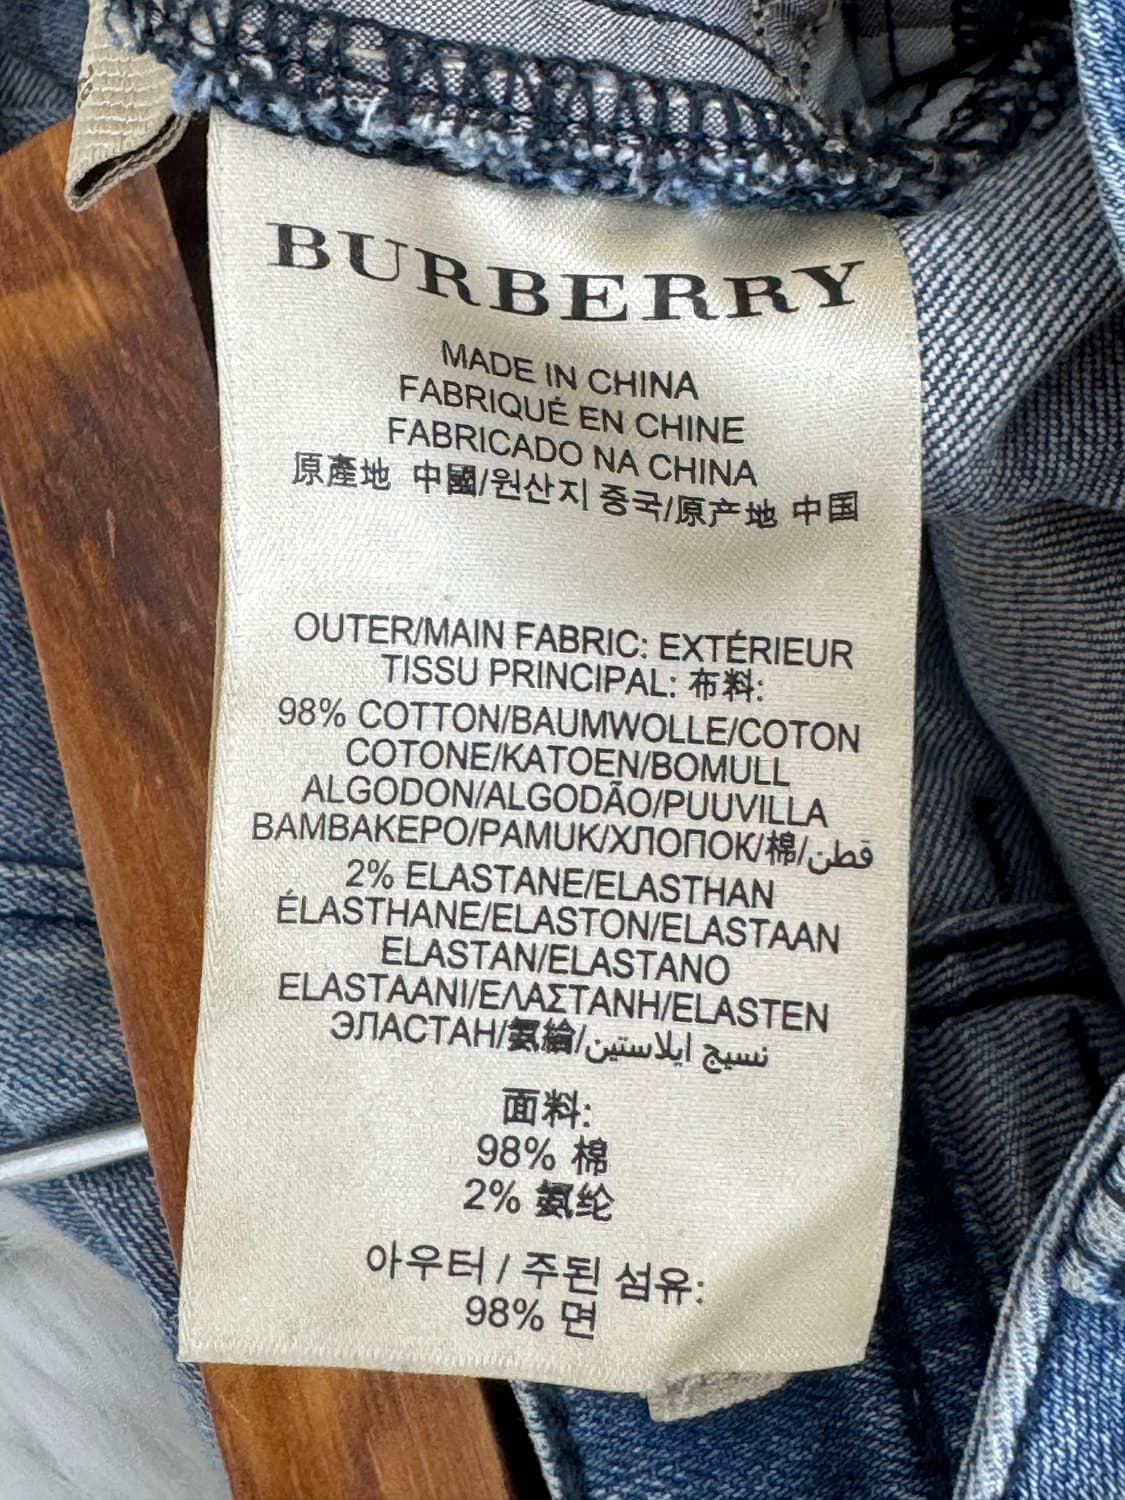 BURBERRY
MADE IN CHINA
FABRIQUÉ EN CHINE
FABRICADO NA CHINA
原產地 中國/원산지 중국/原产地 中国
OUTER/MAIN FABRIC: EXTÉRIEUR
TISSU PRINCIPAL: 布料:
98% COTTON/BAUMWOLLE/COTON
COTONE/KATOEN/BOMULL
ALGODON/ALGODÃO/PUUVILLA
ΒΑΜΒΑΚΕΡΟ/PAMUK/ХЛОПОК/棉/قطن
2% ELASTANE/ELASTHAN
ÉLASTHANE/ELASTON/ELASTAAN
ELASTAN/ELASTANO
ELASTAANI/ΕΛΑΣΤΑΝΗ/ELASTEN
ЭЛАСТАН/氨綸/نسيج ايلاستين
面料:
98% 棉
2% 氨纶
아우터 / 주된 섬유:
98% 면